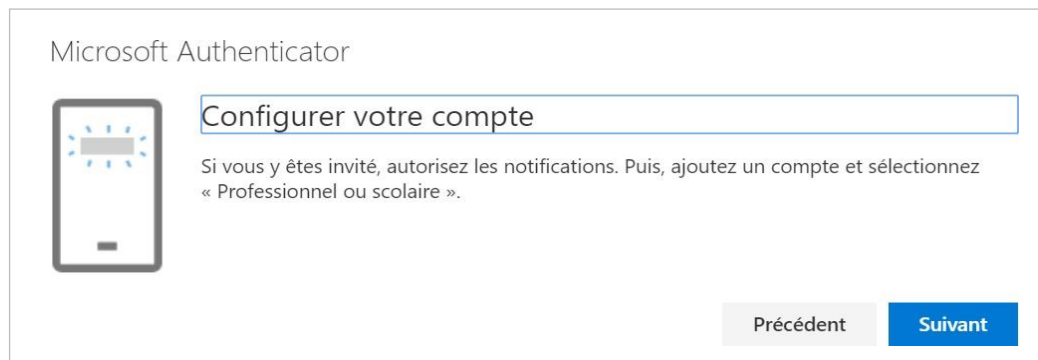 Microsoft Authenticator
Configurer votre compte
Si vous y êtes invité, autorisez les notifications. Puis, ajoutez un compte et sélectionnez
« Professionnel ou scolaire ».
Précédent
Suivant